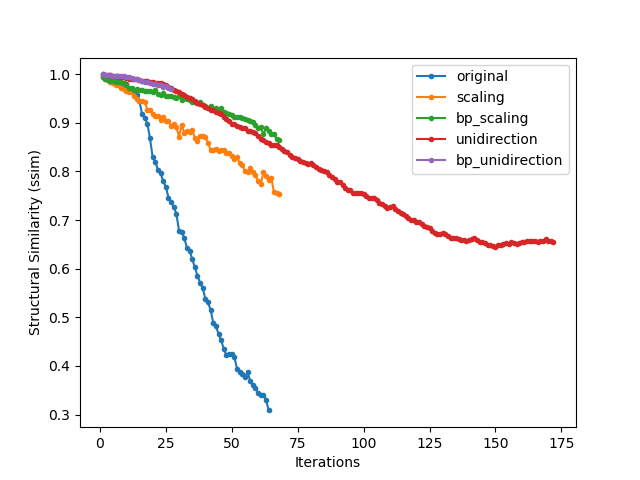 original
scaling
bp_scaling
unidirection
bp_unidirection
Structural Similarity (ssim)
1.0
0.9
0.8
0.7
0.6
0.5
0.4
0.3
0 25 50 75 100 125 150 175
Iterations